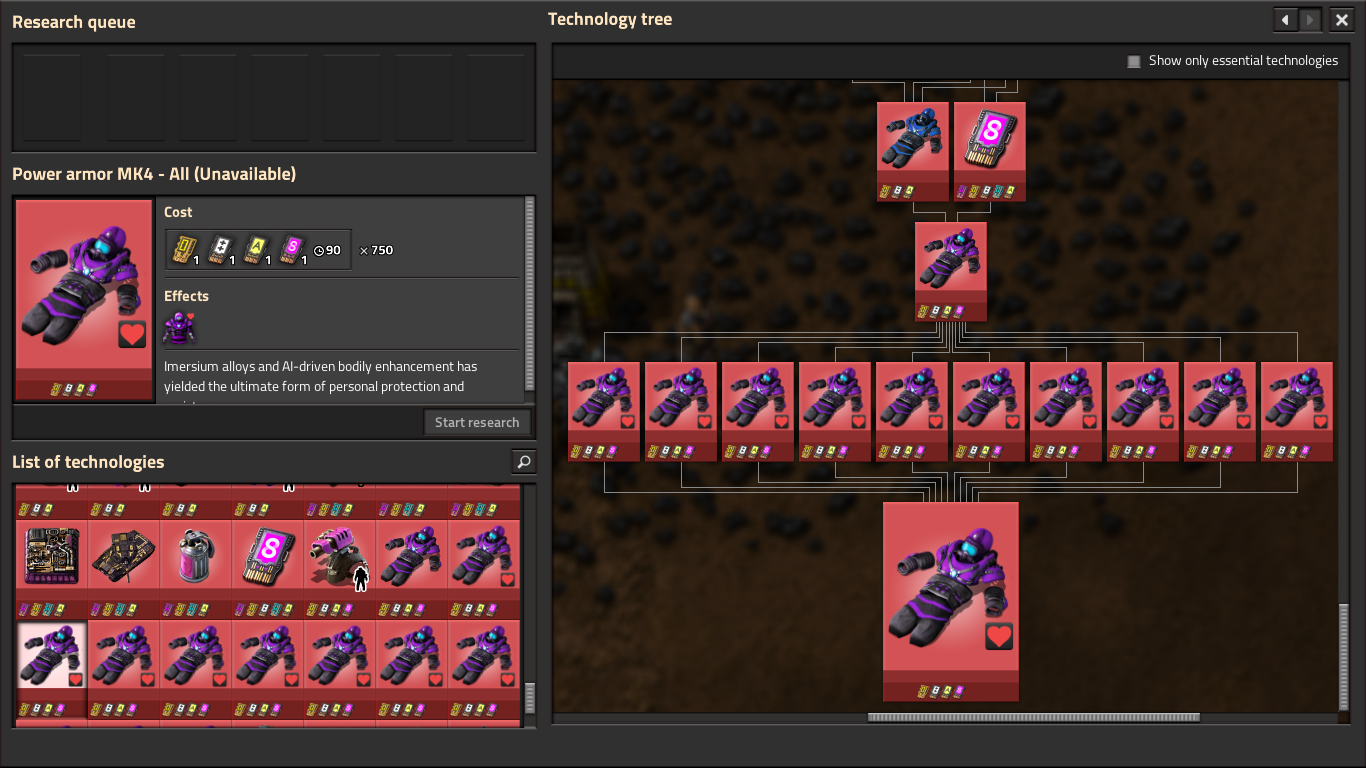 Research queue
Technology tree
Show only essential technologies
Power armor MK4 - All (Unavailable)
Cost
1 1 1 1 90 × 750
Effects
Imersium alloys and AI-driven bodily enhancement has
yielded the ultimate form of personal protection and
Start research
List of technologies